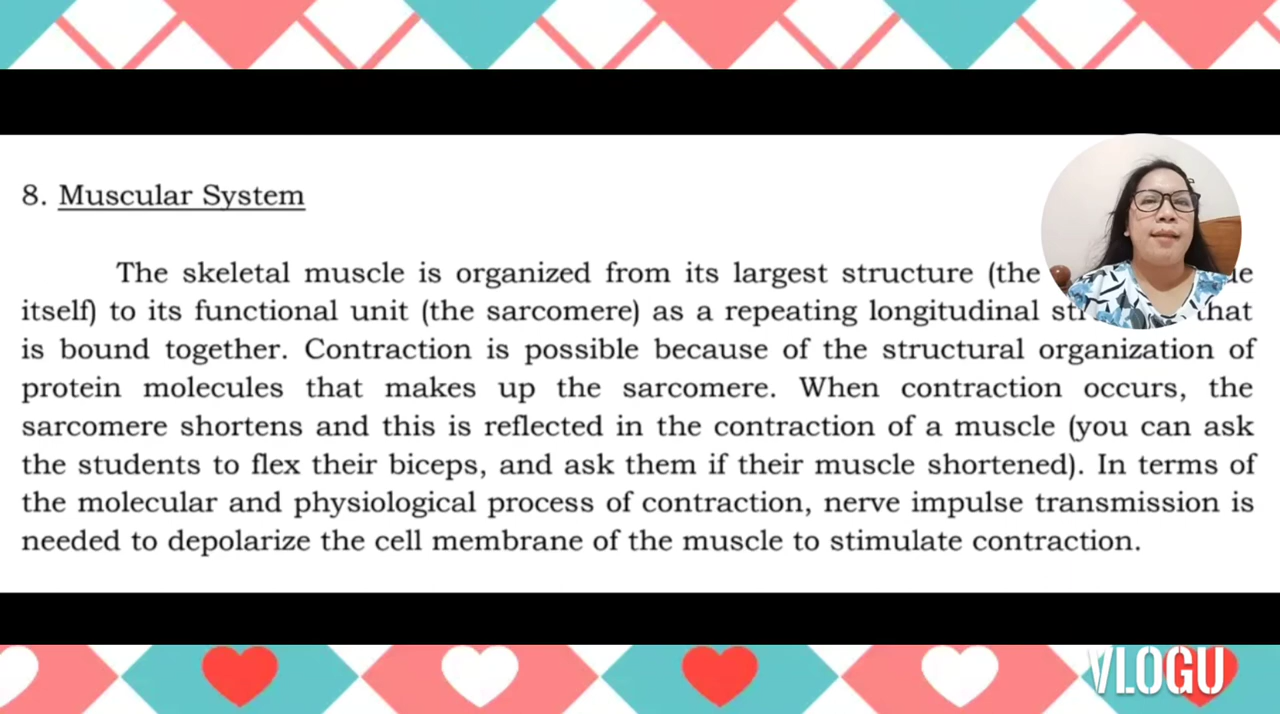 8. Muscular System
The skeletal muscle is organized from its largest structure (the
itself) to its functional unit (the sarcomere) as a repeating longitudinal that
is bound together. Contraction is possible because of the structural organization of
protein molecules that makes up the sarcomere. When contraction occurs, the
sarcomere shortens and this is reflected in the contraction of a muscle (you can ask
the students to flex their biceps, and ask them if their muscle shortened). In terms of
the molecular and physiological process of contraction, nerve impulse transmission is
needed to depolarize the cell membrane of the muscle to stimulate contraction.
VLOGU